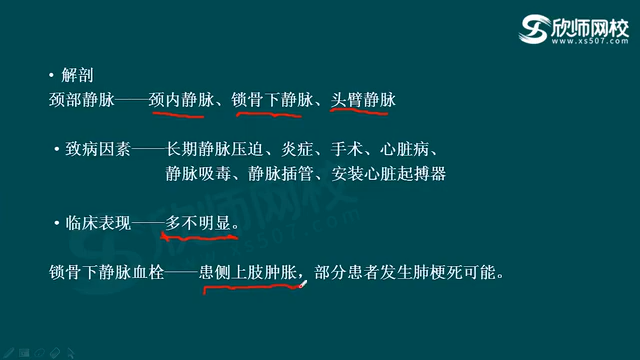 欣师网校
www.xs507.com
• 解剖
颈部静脉——颈内静脉、锁骨下静脉、头臂静脉
• 致病因素——长期静脉压迫、炎症、手术、心脏病、
静脉吸毒、静脉插管、安装心脏起搏器
• 临床表现——多不明显。
锁骨下静脉血栓——患侧上肢肿胀，部分患者发生肺梗死可能。
欣师网校